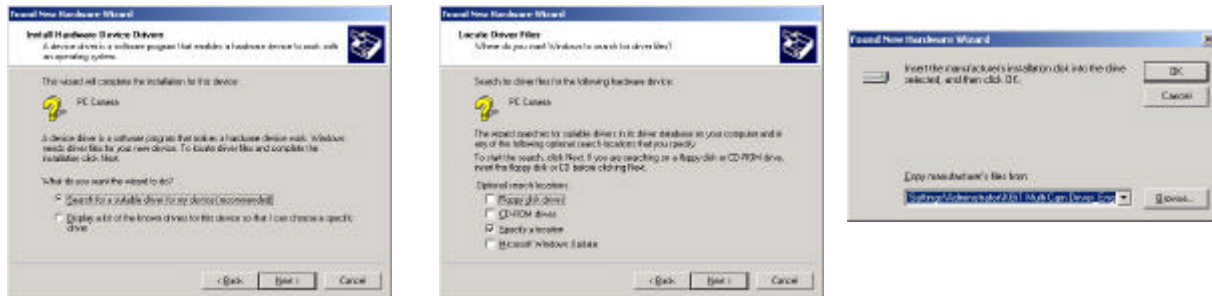 Found New Hardware Wizard
Install Hardware Device Drivers
A device driver is a software program that enables a hardware device to work with
an operating system.
This wizard will complete the installation for this device:
PC Camera
A device driver is a software program that makes a hardware device work. Windows
needs driver files for your new device. To locate driver files and complete the
installation click Next.
What do you want the wizard to do?
Search for a suitable driver for my device (recommended)
Display a list of the known drivers for this device so that I can choose a specific
driver
< Back
Next >
Cancel
Found New Hardware Wizard
Locate Driver Files
Where do you want Windows to search for driver files?
Search for driver files for the following hardware device:
PC Camera
The wizard searches for suitable drivers in its driver database on your computer and in
any of the following optional search locations that you specify.
To start the search, click Next. If you are searching on a floppy disk or CD-ROM drive,
insert the floppy disk or CD before clicking Next.
Optional search locations:
Floppy disk drives
CD-ROM drives
Specify a location
Microsoft Windows Update
< Back
Next >
Cancel
Found New Hardware Wizard
Insert the manufacturer's installation disk into the drive
selected, and then click OK.
OK
Cancel
Copy manufacturer's files from:
Multi Cam Driver
Browse...